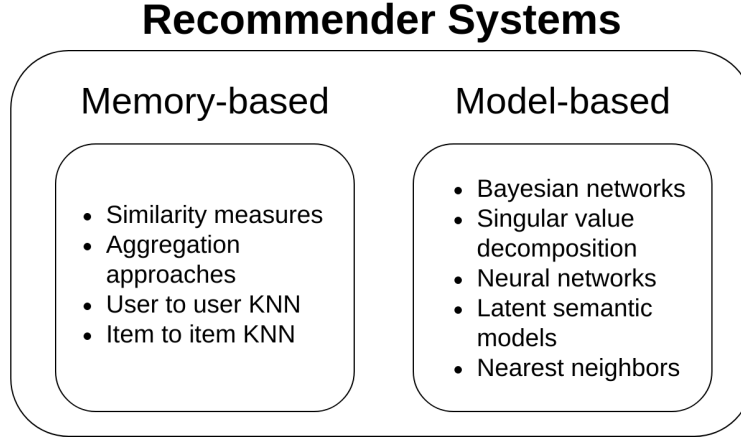 Recommender Systems
Memory-based
• Similarity measures
• Aggregation
approaches
• User to user KNN
• Item to item KNN
Model-based
• Bayesian networks
• Singular value
decomposition
• Neural networks
• Latent semantic
models
• Nearest neighbors